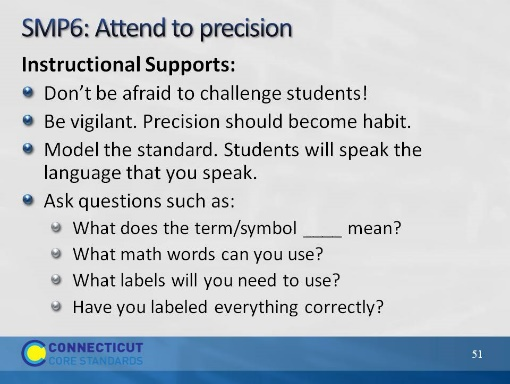 SMP6: Attend to precision
Instructional Supports:
Don't be afraid to challenge students!
Be vigilant. Precision should become habit.
Model the standard. Students will speak the
language that you speak.
Ask questions such as:
What does the term/symbol ____ mean?
What math words can you use?
What labels will you need to use?
Have you labeled everything correctly?
CONNECTICUT
CORE STANDARDS
51